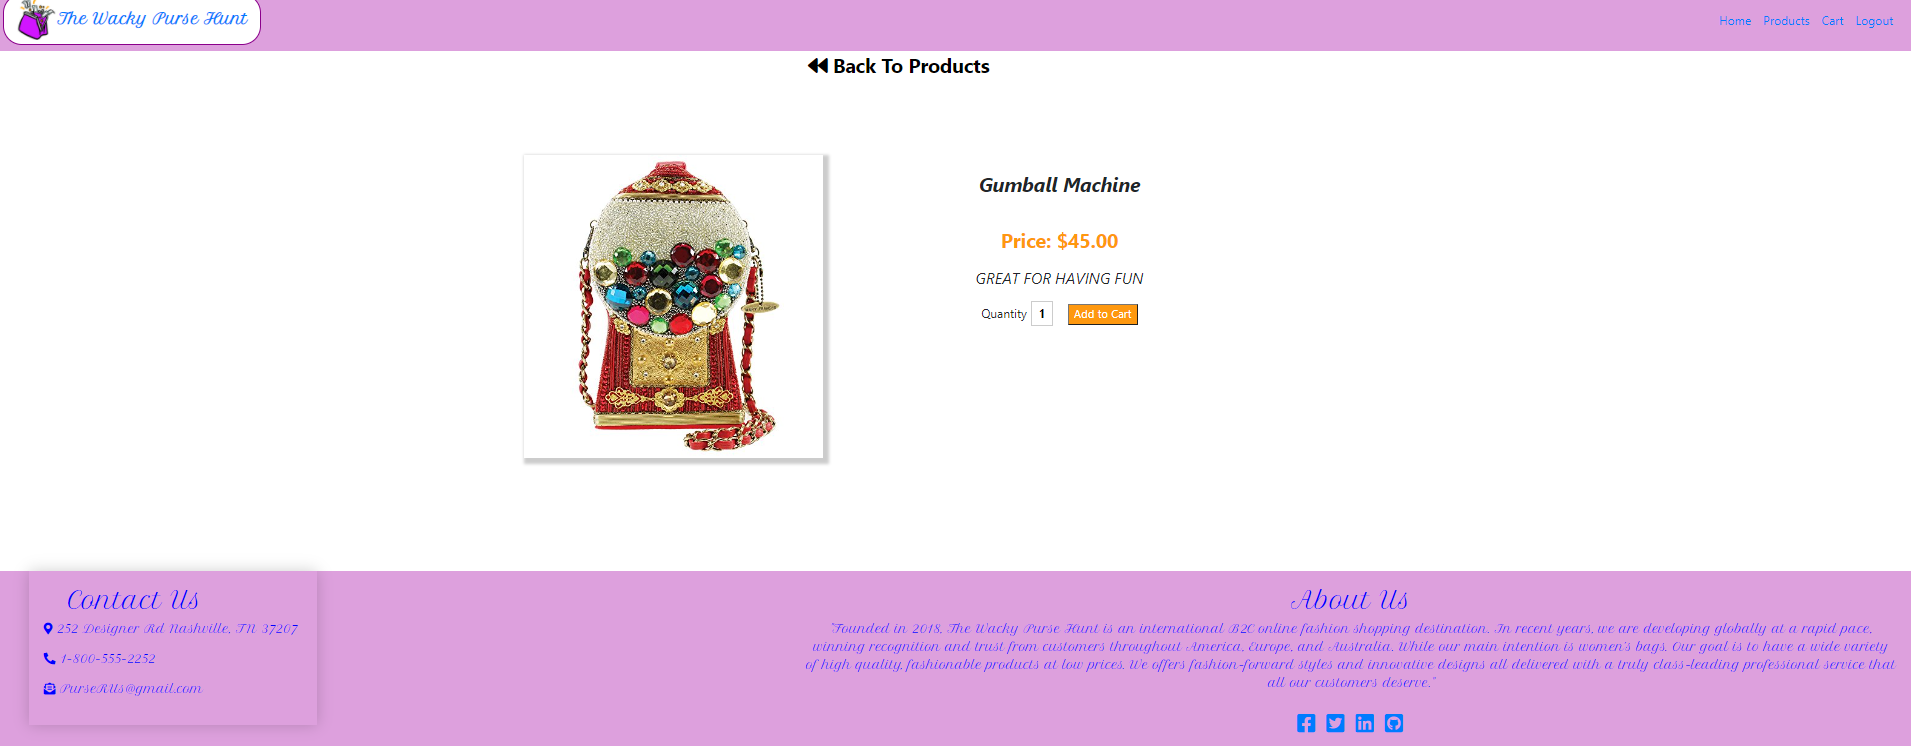 The Wacky Purse Hunt
Home Products Cart Logout
Back To Products
Gumball Machine
Price: $45.00
GREAT FOR HAVING FUN
Quantity 1 Add to Cart
Contact Us
252 Designer Rd Nashville, TN 37207
1-800-555-2252
PurseRUs@gmail.com
About Us
"Founded in 2018, The Wacky Purse Hunt is an international B2C online fashion shopping destination. In recent years, we are developing globally at a rapid pace,
winning recognition and trust from customers throughout America, Europe, and Australia. While our main intention is women's bags, Our goal is to have a wide variety
of high quality, fashionable products at low prices. We offers fashion-forward styles and innovative designs all delivered with a truly class-leading professional service that
all our customers deserve."